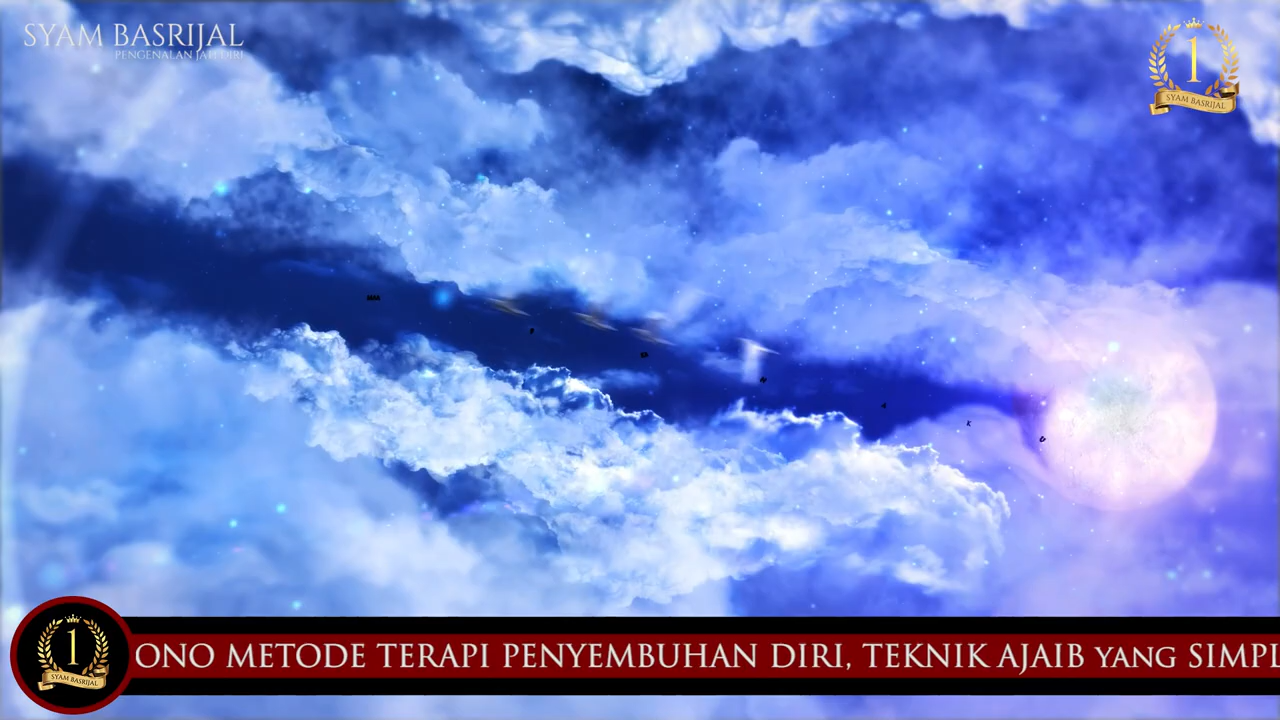 SYAM BASRIJAL
PENGENALAN JATI DIRI
1
SYAM BASRIJAL
ONO METODE TERAPI PENYEMBUHAN DIRI, TEKNIK AJAIB YANG SIMPL
1
SYAM BASRIJAL